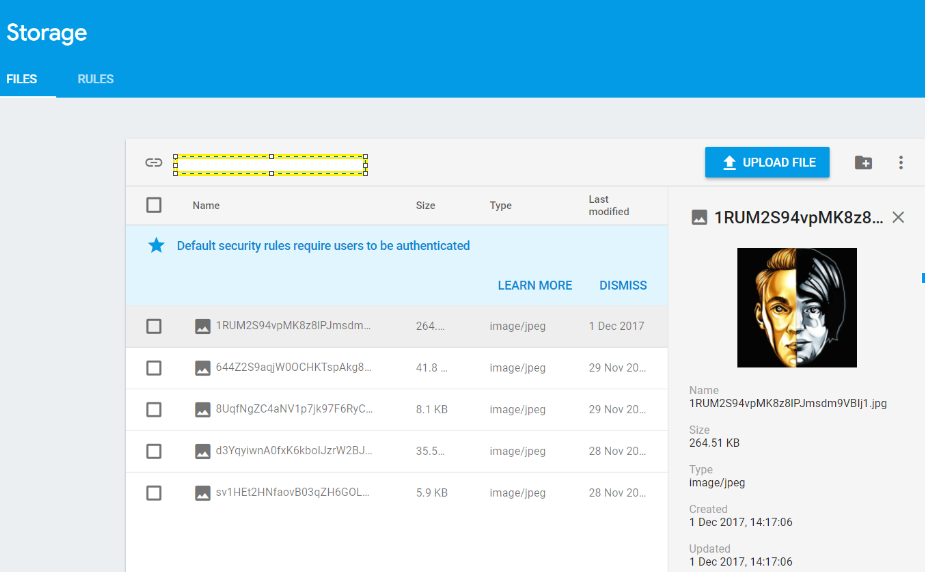 Storage
FILES RULES
UPLOAD FILE
Name Size Type Last modified
Default security rules require users to be authenticated
LEARN MORE DISMISS
1RUM2S94vpMK8z8lPJmsdm... 264.... image/jpeg 1 Dec 2017
644Z2S9aqjW0OCHKTspAkg8... 41.8 ... image/jpeg 29 Nov 20...
8UqfNgZC4aNV1p7jk97F6RyC... 8.1 KB image/jpeg 29 Nov 20...
d3YqyiwnA0fxK6kbolJzrW2BJ... 35.5... image/jpeg 28 Nov 20...
sv1HEt2HNfaovB03qZH6GOL... 5.9 KB image/jpeg 28 Nov 20...
1RUM2S94vpMK8z8...
Name
1RUM2S94vpMK8z8lPJmsdm9VBlj1.jpg
Size
264.51 KB
Type
image/jpeg
Created
1 Dec 2017, 14:17:06
Updated
1 Dec 2017, 14:17:06